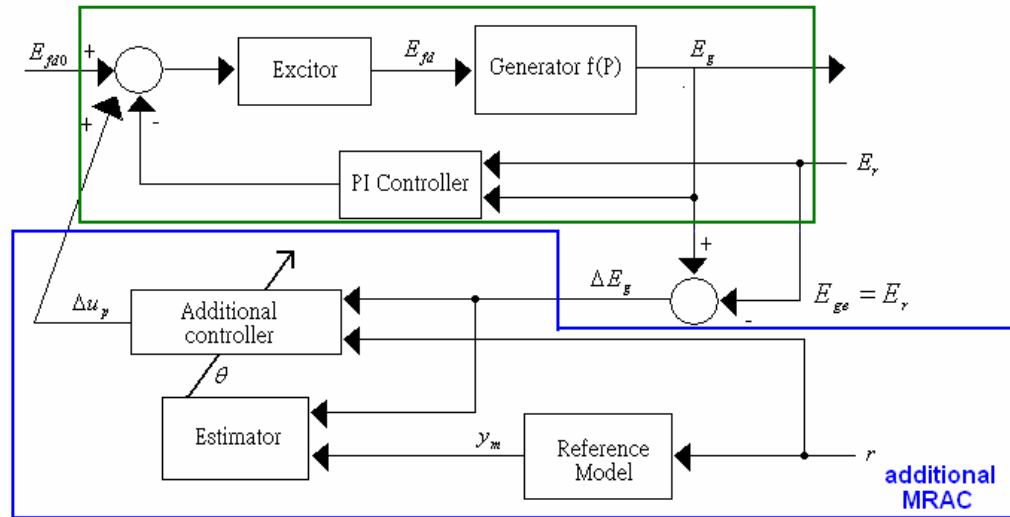 E_fd0
+
+
-
Excitor
E_fd
Generator f(P)
E_g
PI Controller
E_r
+
-
ΔE_g
E_ge = E_r
Δu_p
Additional
controller
θ
Estimator
y_m
Reference
Model
r
additional
MRAC